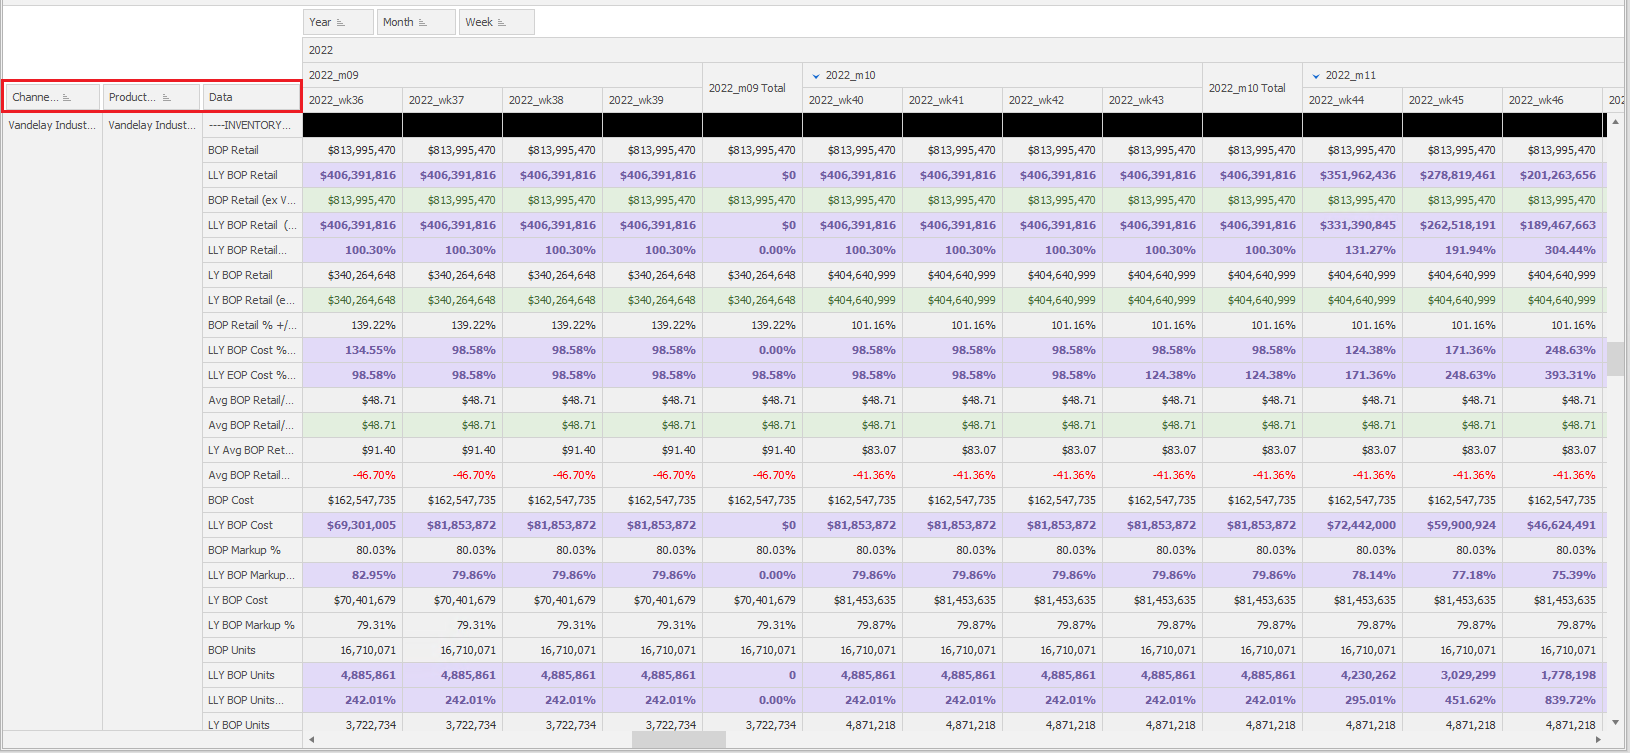 Year Month Week
2022
2022_m09 2022_m09 Total 2022_m10 2022_m10 Total 2022_m11
Channe... Product... Data 2022_wk36 2022_wk37 2022_wk38 2022_wk39 2022_wk40 2022_wk41 2022_wk42 2022_wk43 2022_wk44 2022_wk45 2022_wk46 202
Vandelay Indust... Vandelay Indust... ----INVENTORY...
BOP Retail $813,995,470 $813,995,470 $813,995,470 $813,995,470 $813,995,470 $813,995,470 $813,995,470 $813,995,470 $813,995,470 $813,995,470 $813,995,470 $813,995,470 $813,995,470
LLY BOP Retail $406,391,816 $406,391,816 $406,391,816 $406,391,816 $0 $406,391,816 $406,391,816 $406,391,816 $406,391,816 $406,391,816 $351,962,436 $278,819,461 $201,263,656
BOP Retail (ex V... $813,995,470 $813,995,470 $813,995,470 $813,995,470 $813,995,470 $813,995,470 $813,995,470 $813,995,470 $813,995,470 $813,995,470 $813,995,470 $813,995,470 $813,995,470
LLY BOP Retail (... $406,391,816 $406,391,816 $406,391,816 $406,391,816 $0 $406,391,816 $406,391,816 $406,391,816 $406,391,816 $406,391,816 $331,390,845 $262,518,191 $189,467,663
LLY BOP Retail... 100.30% 100.30% 100.30% 100.30% 0.00% 100.30% 100.30% 100.30% 100.30% 100.30% 131.27% 191.94% 304.44%
LY BOP Retail $340,264,648 $340,264,648 $340,264,648 $340,264,648 $340,264,648 $404,640,999 $404,640,999 $404,640,999 $404,640,999 $404,640,999 $404,640,999 $404,640,999 $404,640,999
LY BOP Retail (e... $340,264,648 $340,264,648 $340,264,648 $340,264,648 $340,264,648 $404,640,999 $404,640,999 $404,640,999 $404,640,999 $404,640,999 $404,640,999 $404,640,999 $404,640,999
BOP Retail % +/... 139.22% 139.22% 139.22% 139.22% 139.22% 101.16% 101.16% 101.16% 101.16% 101.16% 101.16% 101.16% 101.16%
LLY BOP Cost %... 134.55% 98.58% 98.58% 98.58% 0.00% 98.58% 98.58% 98.58% 98.58% 98.58% 124.38% 171.36% 248.63%
LLY EOP Cost %... 98.58% 98.58% 98.58% 98.58% 98.58% 98.58% 98.58% 98.58% 124.38% 124.38% 171.36% 248.63% 393.31%
Avg BOP Retail/... $48.71 $48.71 $48.71 $48.71 $48.71 $48.71 $48.71 $48.71 $48.71 $48.71 $48.71 $48.71 $48.71
Avg BOP Retail/... $48.71 $48.71 $48.71 $48.71 $48.71 $48.71 $48.71 $48.71 $48.71 $48.71 $48.71 $48.71 $48.71
LY Avg BOP Ret... $91.40 $91.40 $91.40 $91.40 $91.40 $83.07 $83.07 $83.07 $83.07 $83.07 $83.07 $83.07 $83.07
Avg BOP Retail... -46.70% -46.70% -46.70% -46.70% -46.70% -41.36% -41.36% -41.36% -41.36% -41.36% -41.36% -41.36% -41.36%
BOP Cost $162,547,735 $162,547,735 $162,547,735 $162,547,735 $162,547,735 $162,547,735 $162,547,735 $162,547,735 $162,547,735 $162,547,735 $162,547,735 $162,547,735 $162,547,735
LLY BOP Cost $69,301,005 $81,853,872 $81,853,872 $81,853,872 $0 $81,853,872 $81,853,872 $81,853,872 $81,853,872 $81,853,872 $72,442,000 $59,900,924 $46,624,491
BOP Markup % 80.03% 80.03% 80.03% 80.03% 80.03% 80.03% 80.03% 80.03% 80.03% 80.03% 80.03% 80.03% 80.03%
LLY BOP Markup... 82.95% 79.86% 79.86% 79.86% 0.00% 79.86% 79.86% 79.86% 79.86% 79.86% 78.14% 77.18% 75.39%
LY BOP Cost $70,401,679 $70,401,679 $70,401,679 $70,401,679 $70,401,679 $81,453,635 $81,453,635 $81,453,635 $81,453,635 $81,453,635 $81,453,635 $81,453,635 $81,453,635
LY BOP Markup % 79.31% 79.31% 79.31% 79.31% 79.31% 79.87% 79.87% 79.87% 79.87% 79.87% 79.87% 79.87% 79.87%
BOP Units 16,710,071 16,710,071 16,710,071 16,710,071 16,710,071 16,710,071 16,710,071 16,710,071 16,710,071 16,710,071 16,710,071 16,710,071 16,710,071
LLY BOP Units 4,885,861 4,885,861 4,885,861 4,885,861 0 4,885,861 4,885,861 4,885,861 4,885,861 4,885,861 4,230,262 3,029,299 1,778,198
LLY BOP Units... 242.01% 242.01% 242.01% 242.01% 0.00% 242.01% 242.01% 242.01% 242.01% 242.01% 295.01% 451.62% 839.72%
LY BOP Units 3,722,734 3,722,734 3,722,734 3,722,734 3,722,734 4,871,218 4,871,218 4,871,218 4,871,218 4,871,218 4,871,218 4,871,218 4,871,218